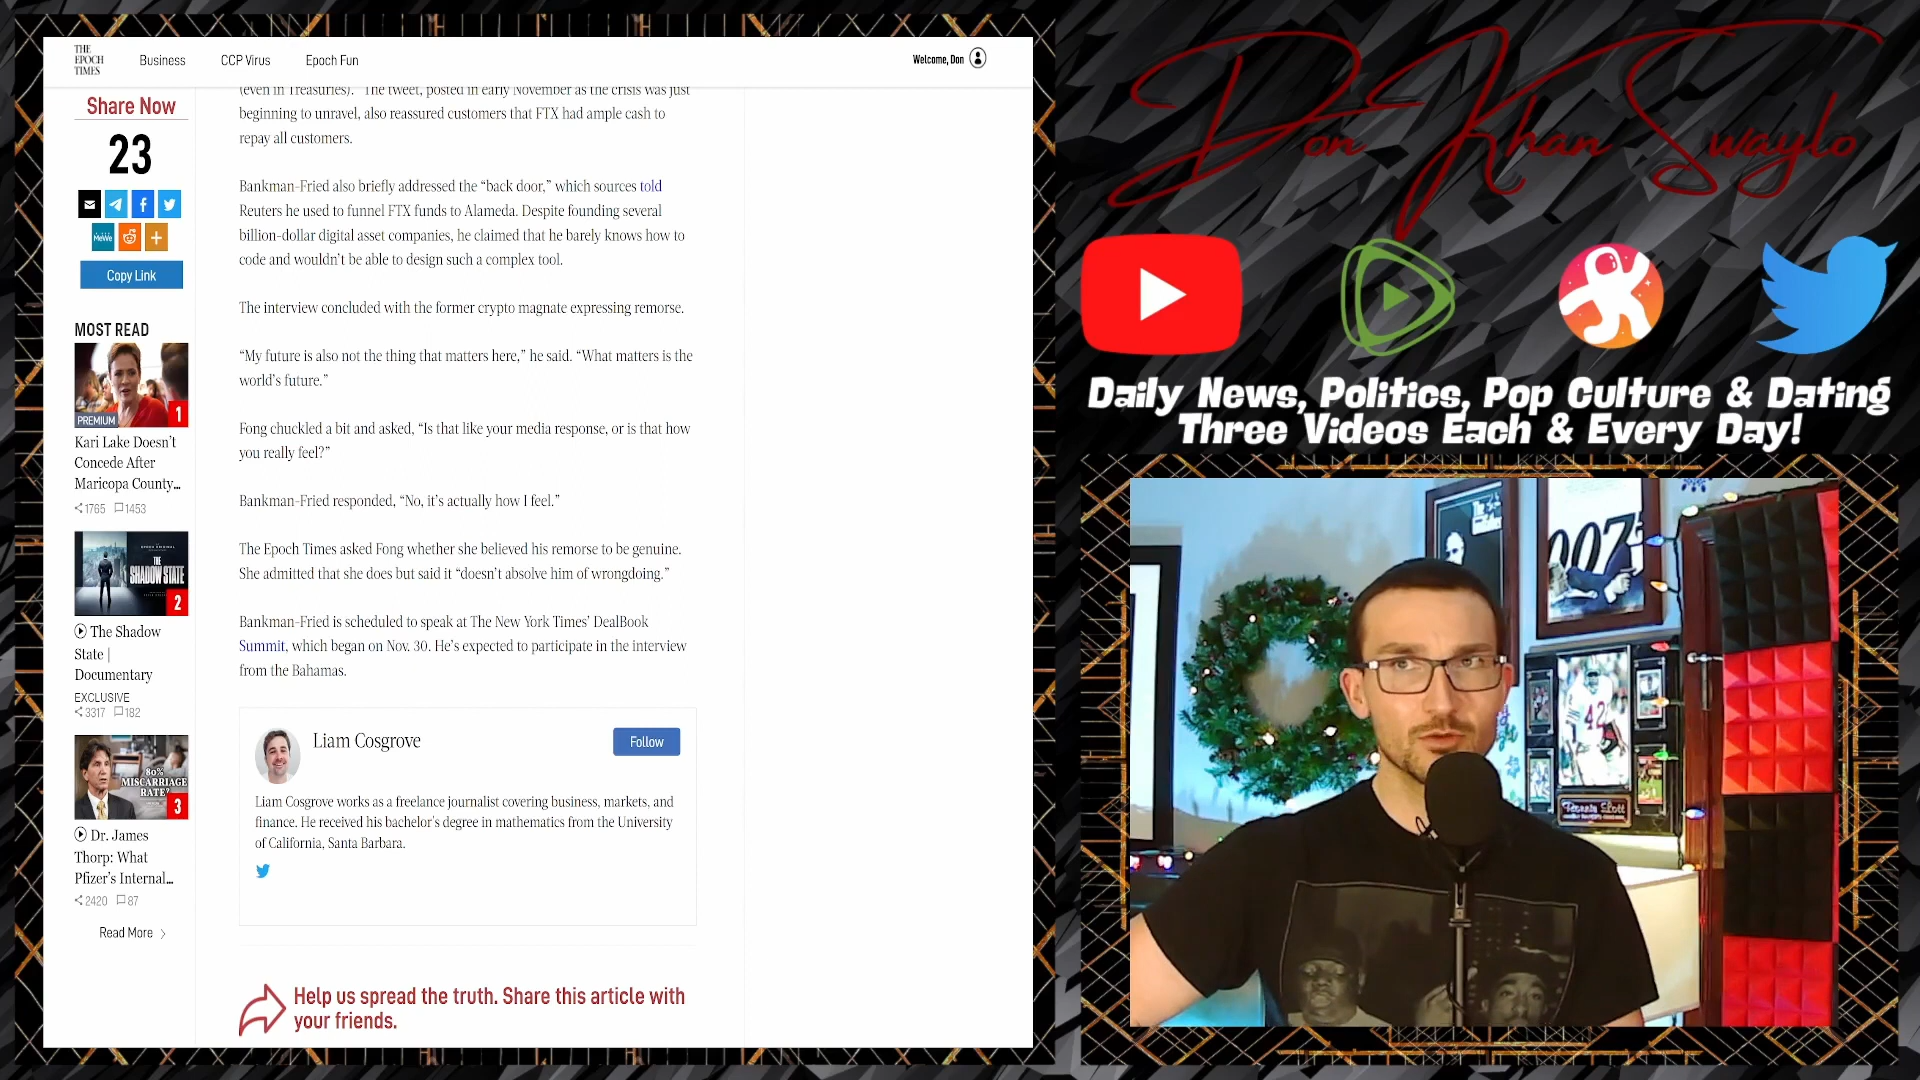 THE
EPOCH
TIMES
Business
CCP Virus
Epoch Fun
Welcome, Don
Share Now
23
MeWe
Copy Link
MOST READ
PREMIUM
1
Kari Lake Doesn't
Concede After
Maricopa County...
1765
1453
EPOCH ORIGINAL
THE
SHADOW STATE
2
The Shadow
State |
Documentary
EXCLUSIVE
3317
182
80%
MISCARRIAGE
RATE?
3
Dr. James
Thorp: What
Pfizer's Internal...
2420
87
Read More
(even in Treasuries)." The tweet, posted in early November as the crisis was just
beginning to unravel, also reassured customers that FTX had ample cash to
repay all customers.
Bankman-Fried also briefly addressed the “back door,” which sources told
Reuters he used to funnel FTX funds to Alameda. Despite founding several
billion-dollar digital asset companies, he claimed that he barely knows how to
code and wouldn't be able to design such a complex tool.
The interview concluded with the former crypto magnate expressing remorse.
“My future is also not the thing that matters here,” he said. “What matters is the
world's future.”
Fong chuckled a bit and asked, “Is that like your media response, or is that how
you really feel?”
Bankman-Fried responded, “No, it's actually how I feel.”
The Epoch Times asked Fong whether she believed his remorse to be genuine.
She admitted that she does but said it “doesn't absolve him of wrongdoing.”
Bankman-Fried is scheduled to speak at The New York Times' DealBook
Summit, which began on Nov. 30. He's expected to participate in the interview
from the Bahamas.
Liam Cosgrove
Follow
Liam Cosgrove works as a freelance journalist covering business, markets, and
finance. He received his bachelor's degree in mathematics from the University
of California, Santa Barbara.
Help us spread the truth. Share this article with
your friends.
Don Khan Swaylo
Daily News, Politics, Pop Culture & Dating
Three Videos Each & Every Day!
007
42